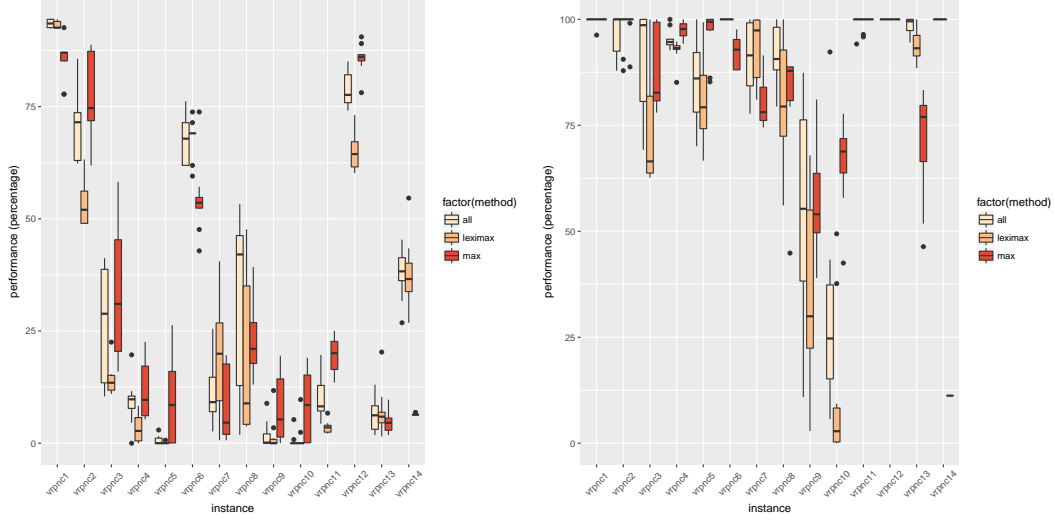 performance (percentage)
75
50
25
0
vrpnc1
vrpnc2
vrpnc3
vrpnc4
vrpnc5
vrpnc6
vrpnc7
vrpnc8
vrpnc9
vrpnc10
vrpnc11
vrpnc12
vrpnc13
vrpnc14
instance
factor(method)
all
leximax
max
performance (percentage)
100
75
50
25
0
vrpnc1
vrpnc2
vrpnc3
vrpnc4
vrpnc5
vrpnc6
vrpnc7
vrpnc8
vrpnc9
vrpnc10
vrpnc11
vrpnc12
vrpnc13
vrpnc14
instance
factor(method)
all
leximax
max